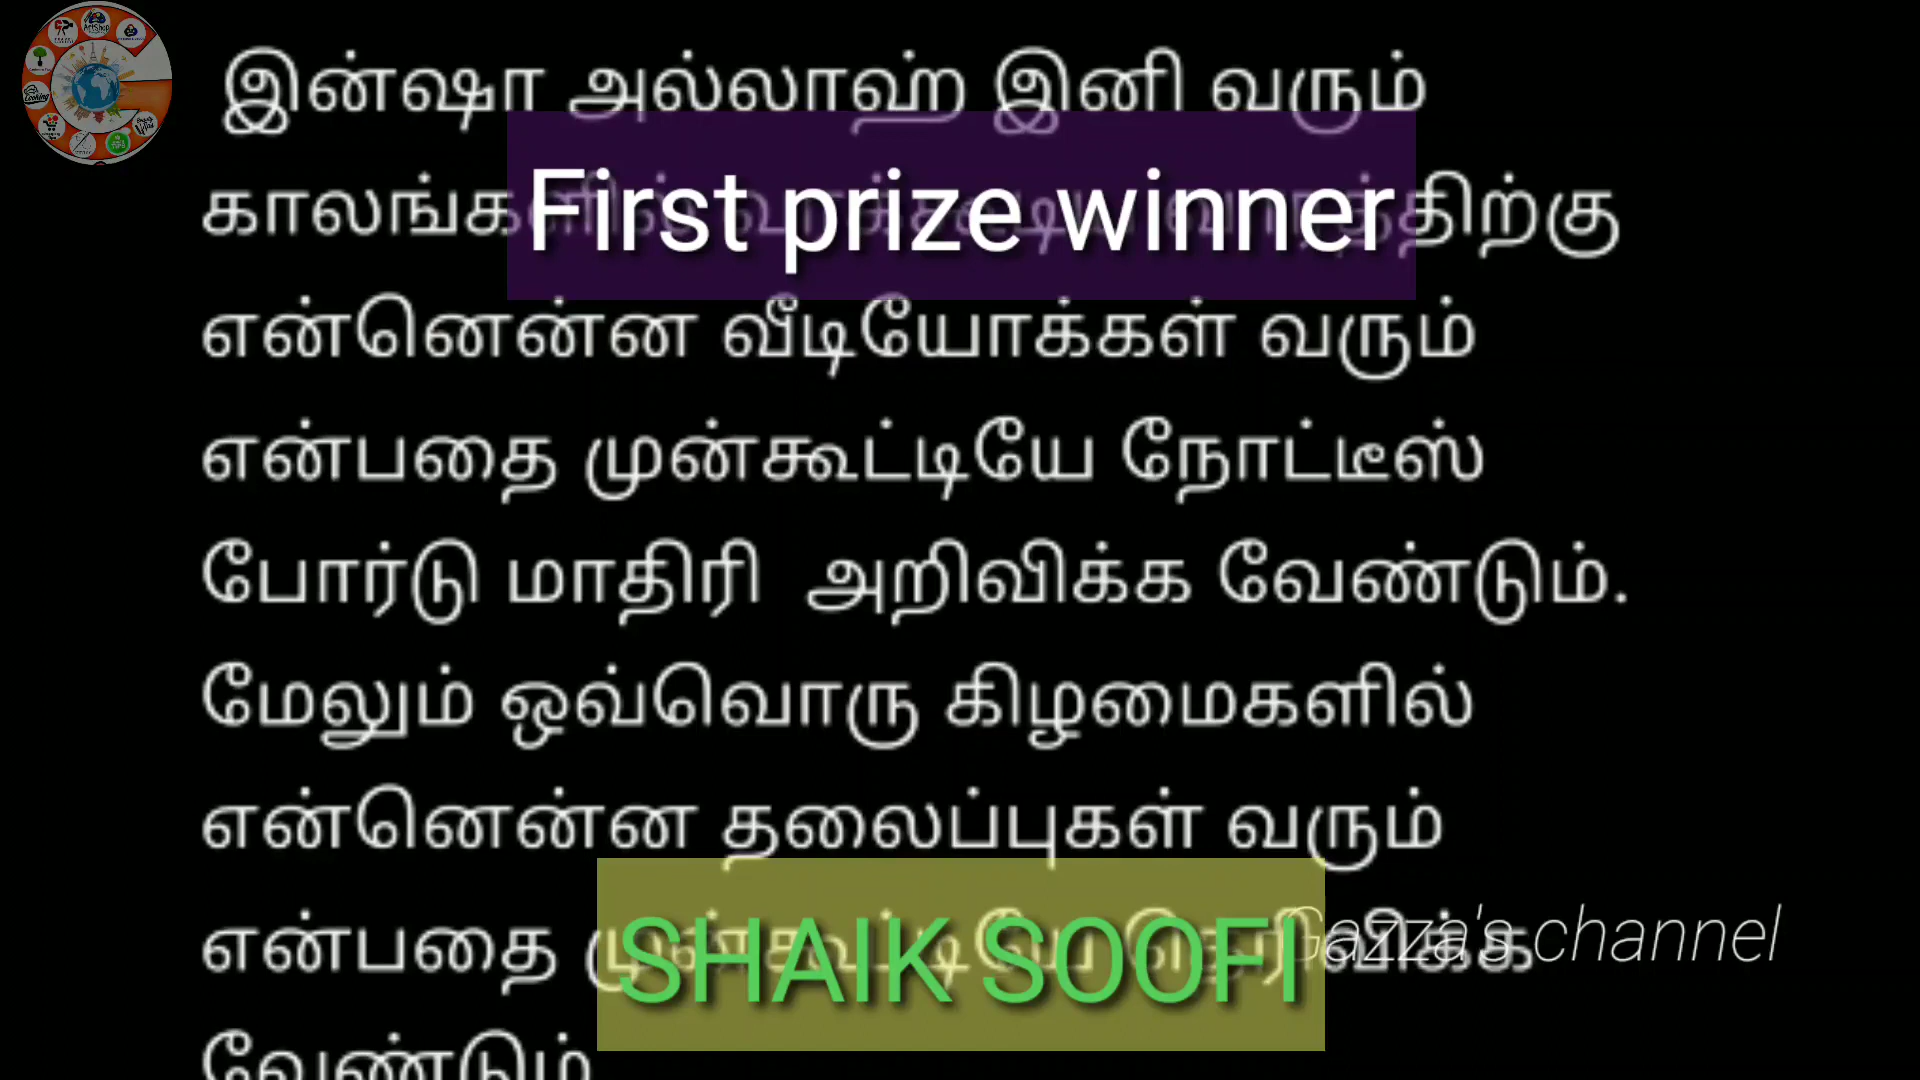 இன்ஷா அல்லாஹ் இனி வரும்
First prize winner
என்னென்ன வீடியோக்கள் வரும்
என்பதை முன்கூட்டியே நோட்டீஸ்
போர்டு மாதிரி அறிவிக்க வேண்டும்.
மேலும் ஒவ்வொரு கிழமைகளில்
என்னென்ன தலைப்புகள் வரும்
என்பதை முன்கூட்டியே தெரிவிக்க
Gazza's channel
SHAIK SOOFI
வேண்டும்